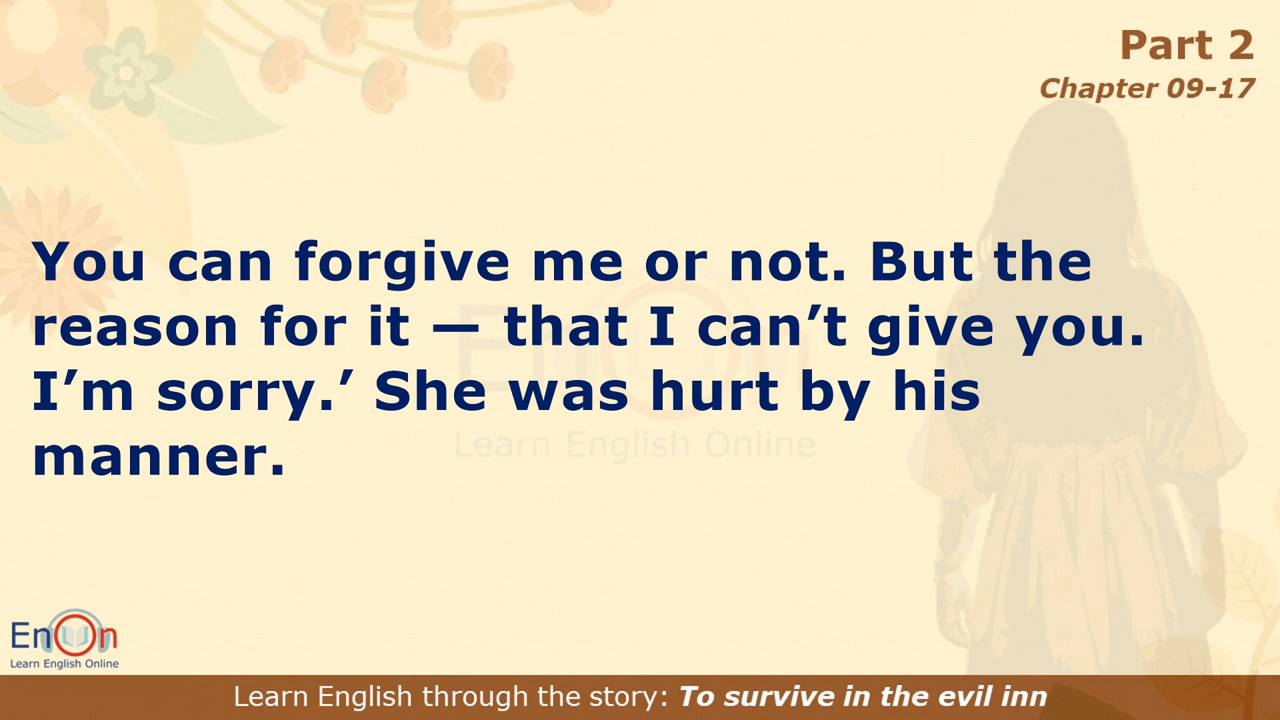 Part 2
Chapter 09-17
You can forgive me or not. But the
reason for it — that I can’t give you.
I’m sorry.’ She was hurt by his
manner.
Learn English Online
EnOn
Learn English Online
Learn English through the story: To survive in the evil inn